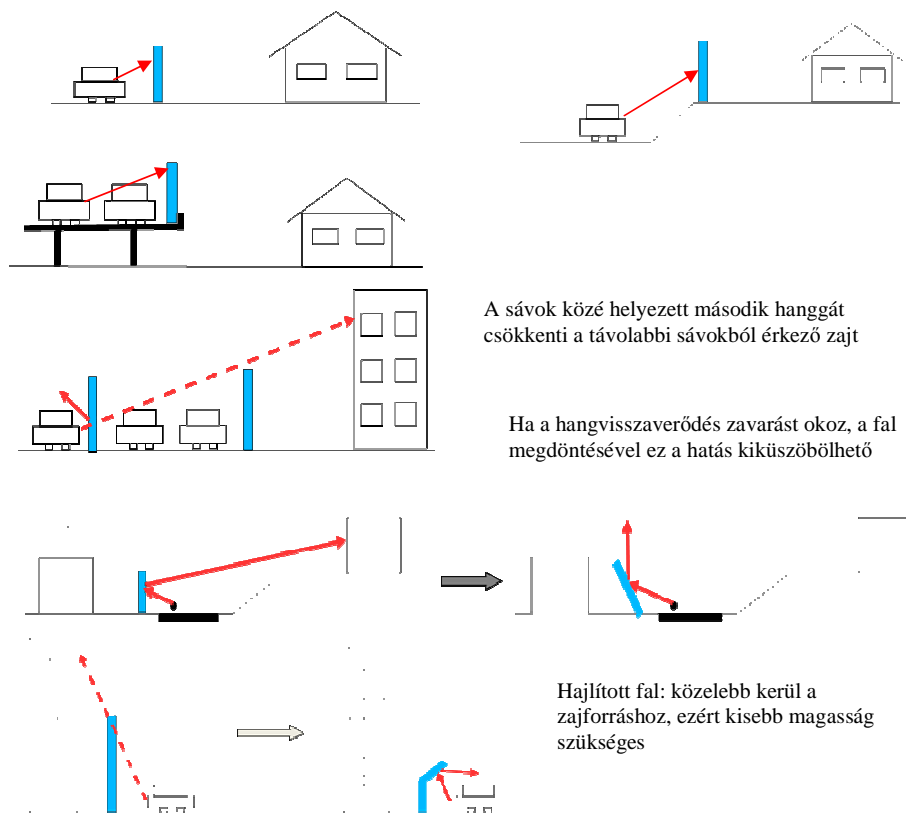 A sávok közé helyezett második hanggát
csökkenti a távolabbi sávokból érkező zajt
Ha a hangvisszaverődés zavarást okoz, a fal
megdöntésével ez a hatás kiküszöbölhető
Hajlított fal: közelebb kerül a
zajforráshoz, ezért kisebb magasság
szükséges